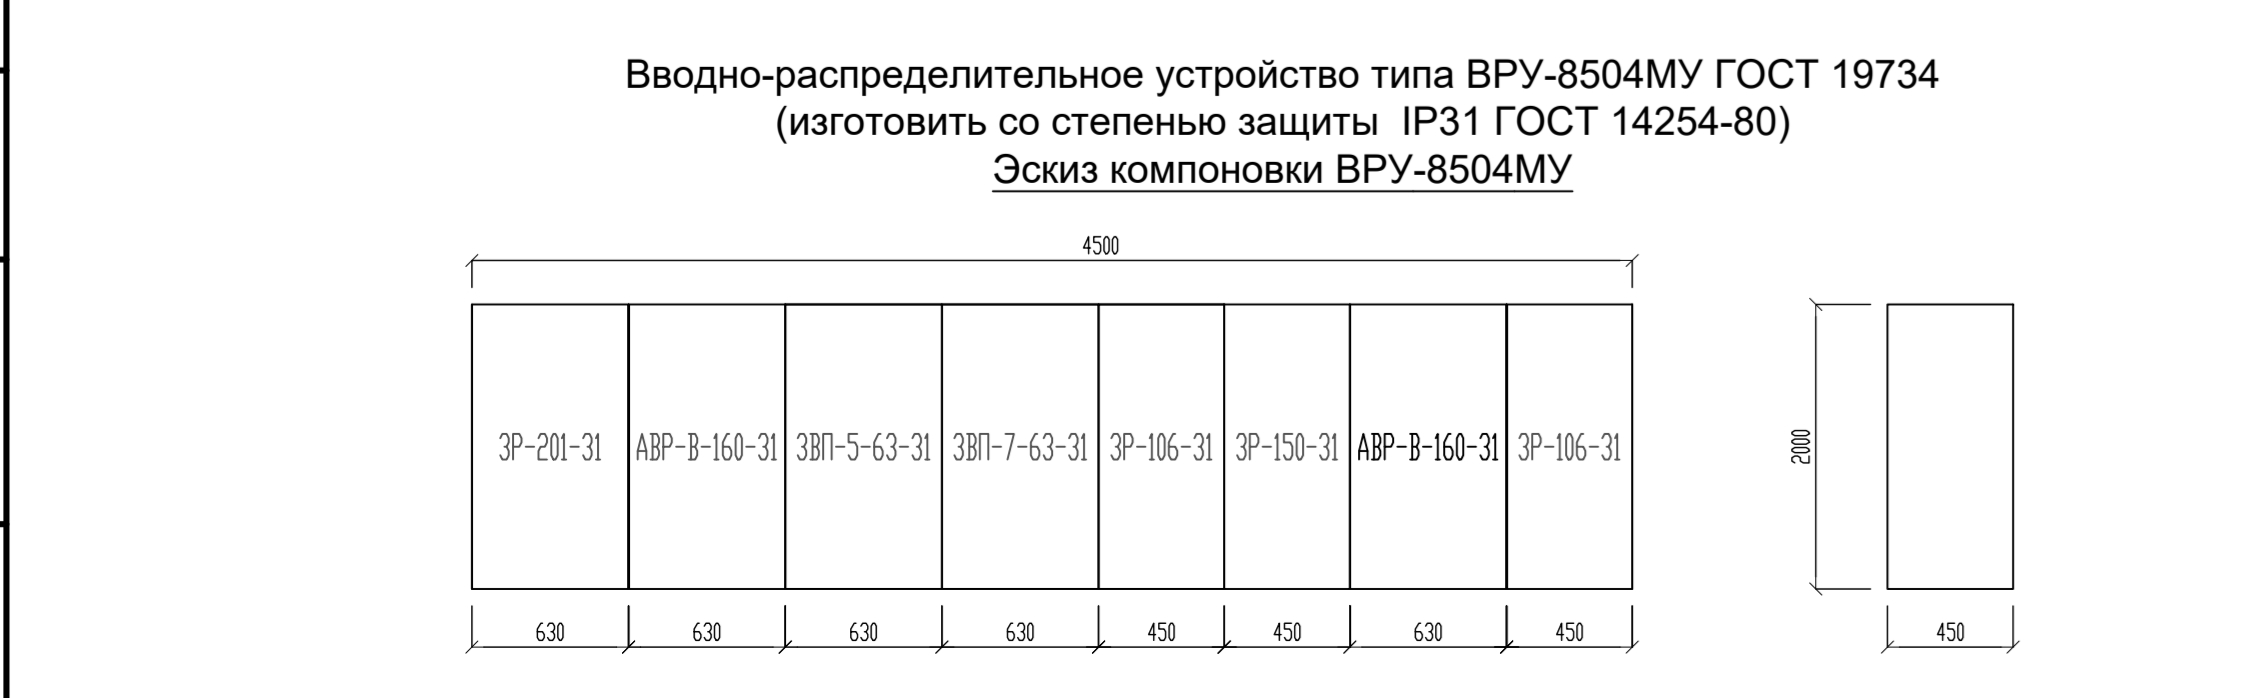 Вводно-распределительное устройство типа ВРУ-8504МУ ГОСТ 19734
(изготовить со степенью защиты IP31 ГОСТ 14254-80)
Эскиз компоновки ВРУ-8504МУ
4500
3Р-201-31 АВР-В-160-31 3ВП-5-63-31 3ВП-7-63-31 3Р-106-31 3Р-150-31 АВР-В-160-31 3Р-106-31
2000
630 630 630 630 450 450 630 450 450